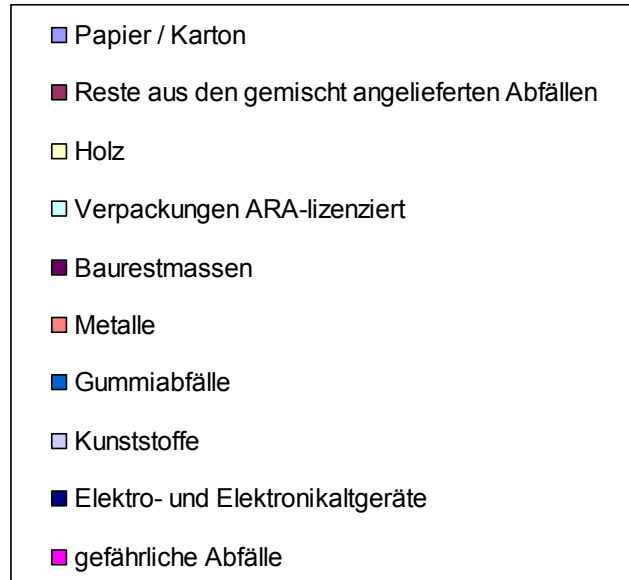 Papier / Karton
Reste aus den gemischt angelieferten Abfällen
Holz
Verpackungen ARA-lizenziert
Baurestmassen
Metalle
Gummiabfälle
Kunststoffe
Elektro- und Elektronikaltgeräte
gefährliche Abfälle